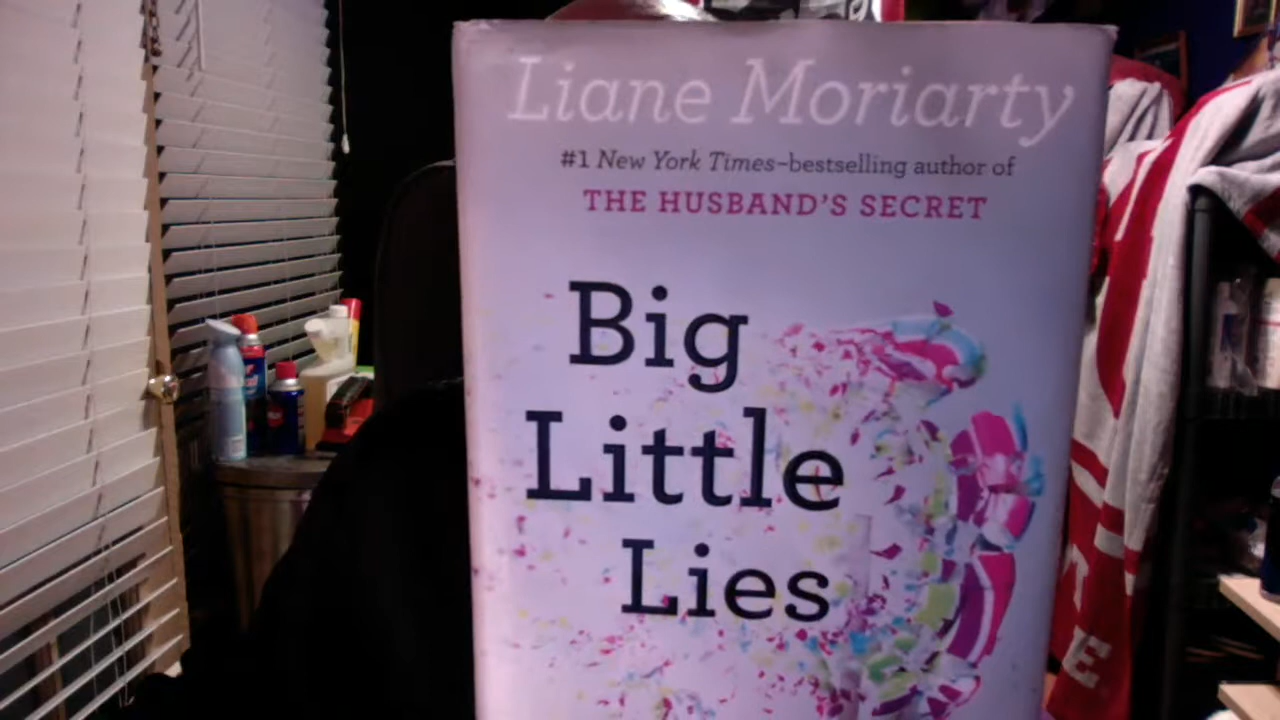 Liane Moriarty
#1 New York Times–bestselling author of
THE HUSBAND'S SECRET
Big
Little
Lies
E